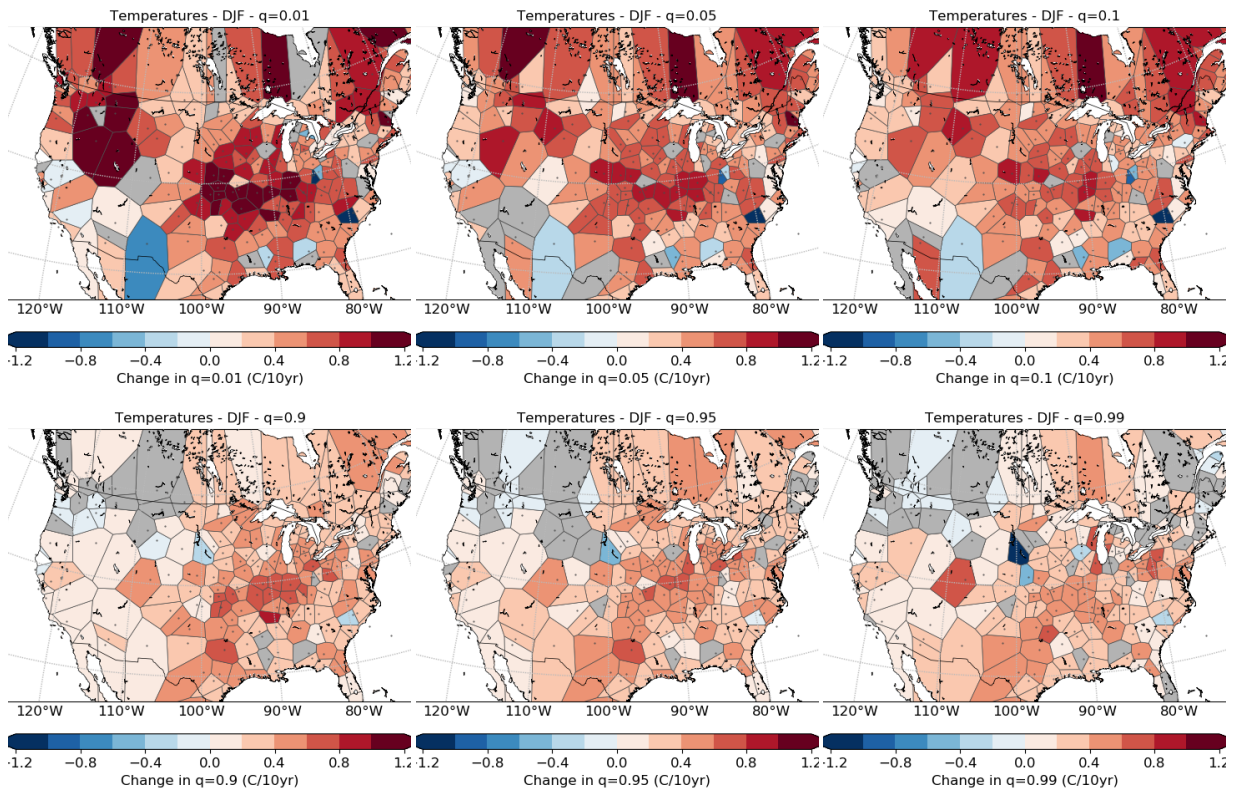 Temperatures - DJF - q=0.01 Temperatures - DJF - q=0.05 Temperatures - DJF - q=0.1
120°W 110°W 100°W 90°W 80°W 120°W 110°W 100°W 90°W 80°W 120°W 110°W 100°W 90°W 80°W
-1.2 −0.8 −0.4 0.0 0.4 0.8 1.2 -1.2 −0.8 −0.4 0.0 0.4 0.8 1.2 -1.2 −0.8 −0.4 0.0 0.4 0.8 1.2
Change in q=0.01 (C/10yr) Change in q=0.05 (C/10yr) Change in q=0.1 (C/10yr)
Temperatures - DJF - q=0.9 Temperatures - DJF - q=0.95 Temperatures - DJF - q=0.99
120°W 110°W 100°W 90°W 80°W 120°W 110°W 100°W 90°W 80°W 120°W 110°W 100°W 90°W 80°W
-1.2 −0.8 −0.4 0.0 0.4 0.8 1.2 -1.2 −0.8 −0.4 0.0 0.4 0.8 1.2 -1.2 −0.8 −0.4 0.0 0.4 0.8 1.2
Change in q=0.9 (C/10yr) Change in q=0.95 (C/10yr) Change in q=0.99 (C/10yr)